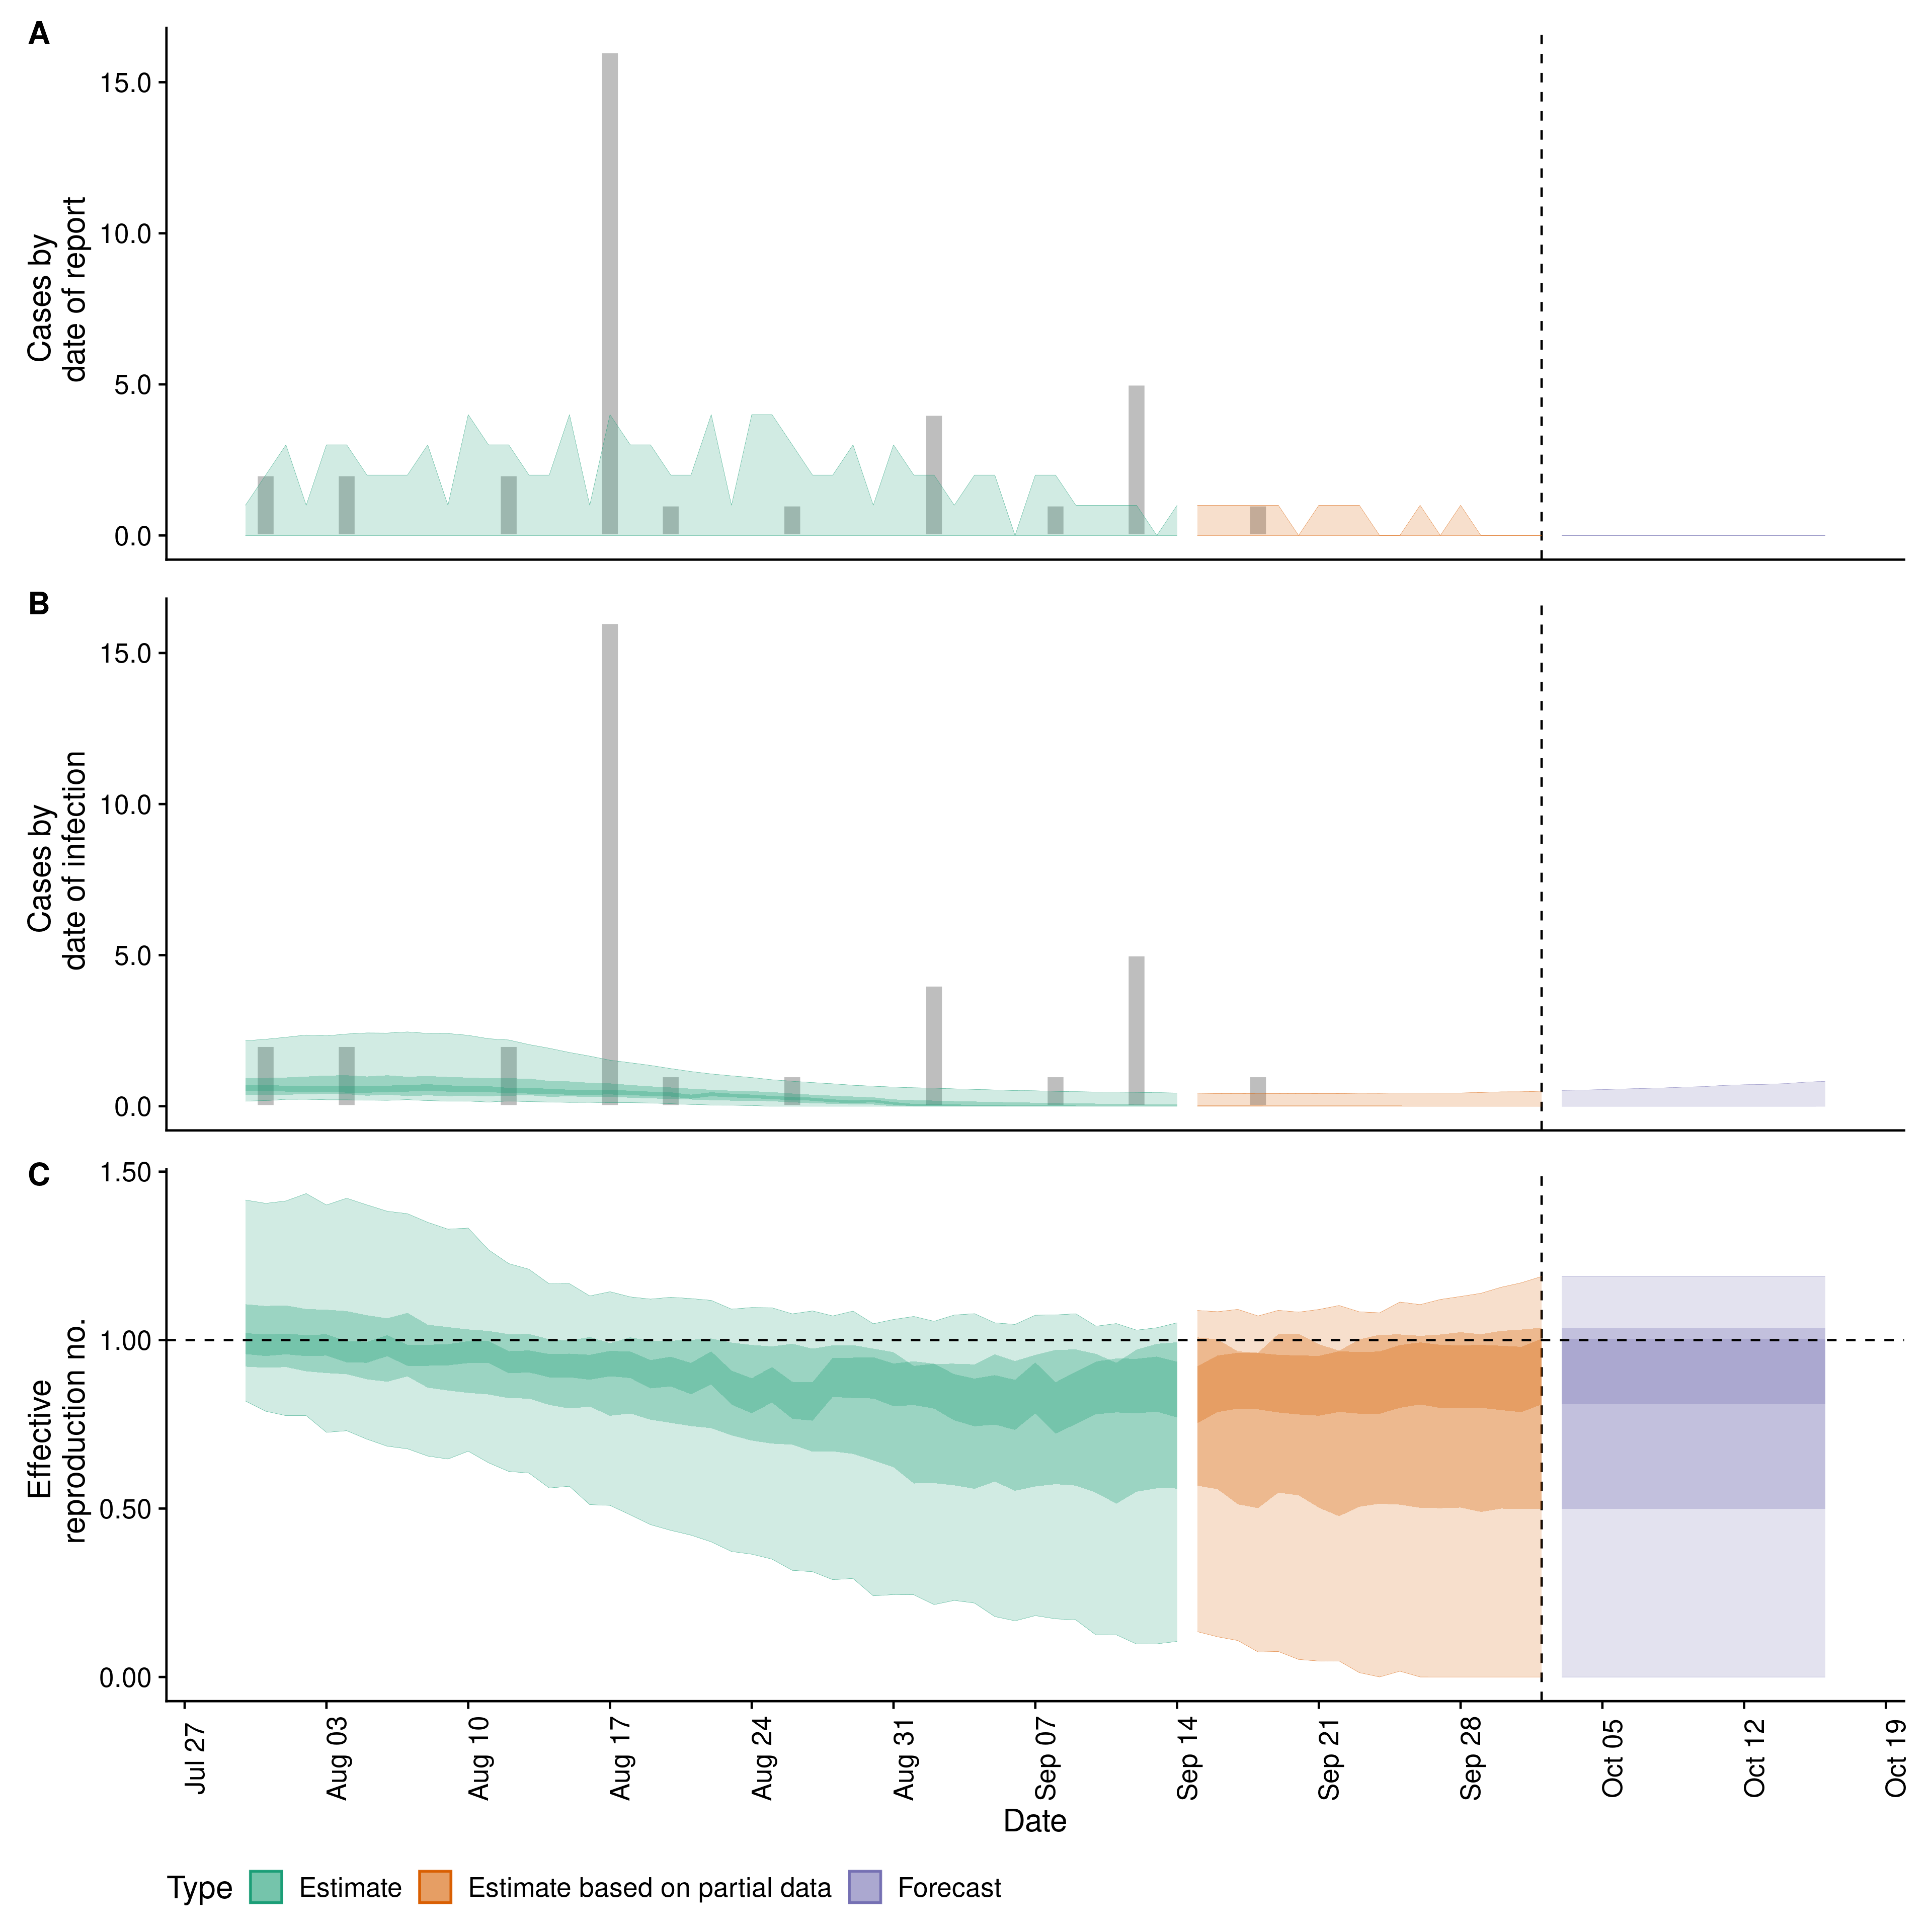 A
15.0
10.0
5.0
0.0
Cases by
date of report
B
15.0
10.0
5.0
0.0
Cases by
date of infection
C
1.50
1.00
0.50
0.00
Effective
reproduction no.
Jul 27
Aug 03
Aug 10
Aug 17
Aug 24
Aug 31
Sep 07
Sep 14
Sep 21
Sep 28
Oct 05
Oct 12
Oct 19
Date
Type Estimate Estimate based on partial data Forecast